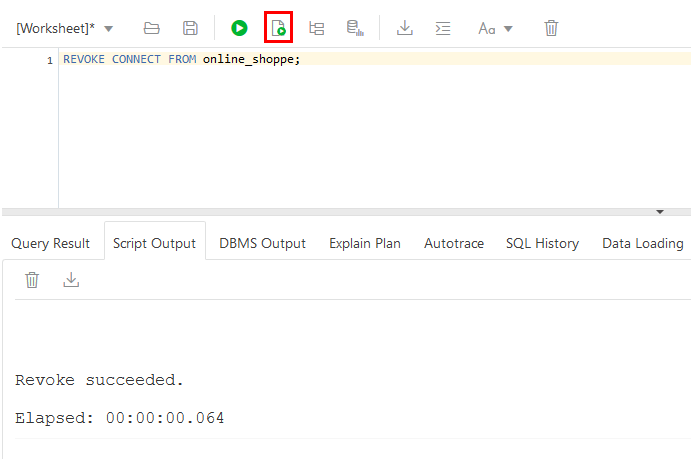 [Worksheet]*
Aa
1 REVOKE CONNECT FROM online_shoppe;
Query Result Script Output DBMS Output Explain Plan Autotrace SQL History Data Loading
Revoke succeeded.
Elapsed: 00:00:00.064